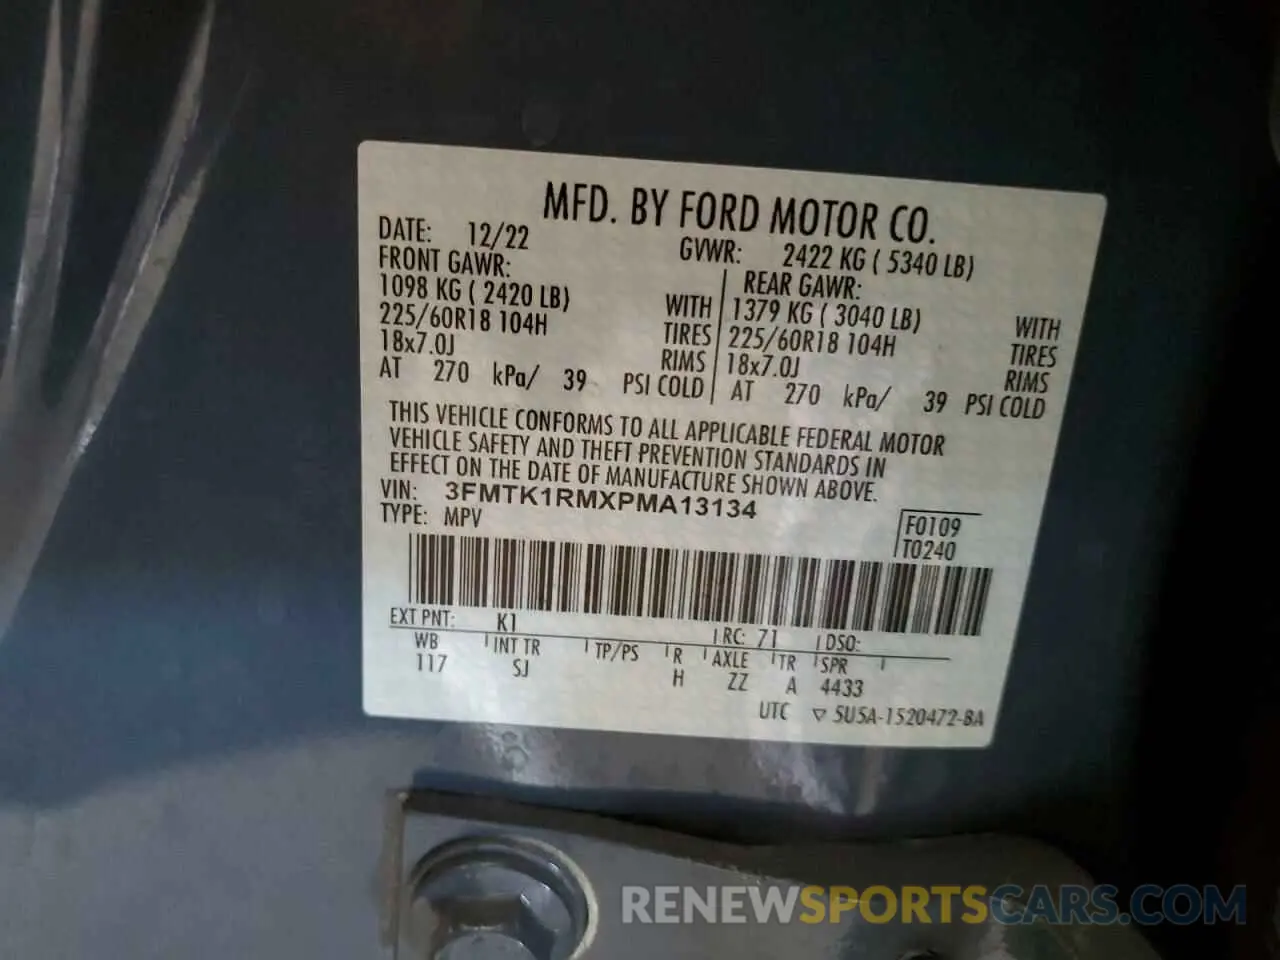 MFD. BY FORD MOTOR CO.
DATE: 12/22 GVWR: 2422 KG ( 5340 LB)
FRONT GAWR: REAR GAWR:
1098 KG ( 2420 LB) WITH 1379 KG ( 3040 LB) WITH
225/60R18 104H TIRES 225/60R18 104H TIRES
18x7.0J RIMS 18x7.0J RIMS
AT 270 kPa/ 39 PSI COLD AT 270 kPa/ 39 PSI COLD
THIS VEHICLE CONFORMS TO ALL APPLICABLE FEDERAL MOTOR
VEHICLE SAFETY AND THEFT PREVENTION STANDARDS IN
EFFECT ON THE DATE OF MANUFACTURE SHOWN ABOVE.
VIN: 3FMTK1RMXPMA13134
TYPE: MPV
F0109
T0240
EXT PNT: K1 RC: 71 DSO:
WB INT TR TP/PS R AXLE TR SPR
117 SJ H ZZ A 4433
UTC ▽ 5U5A-1520472-BA
RENEWSPORTSCARS.COM